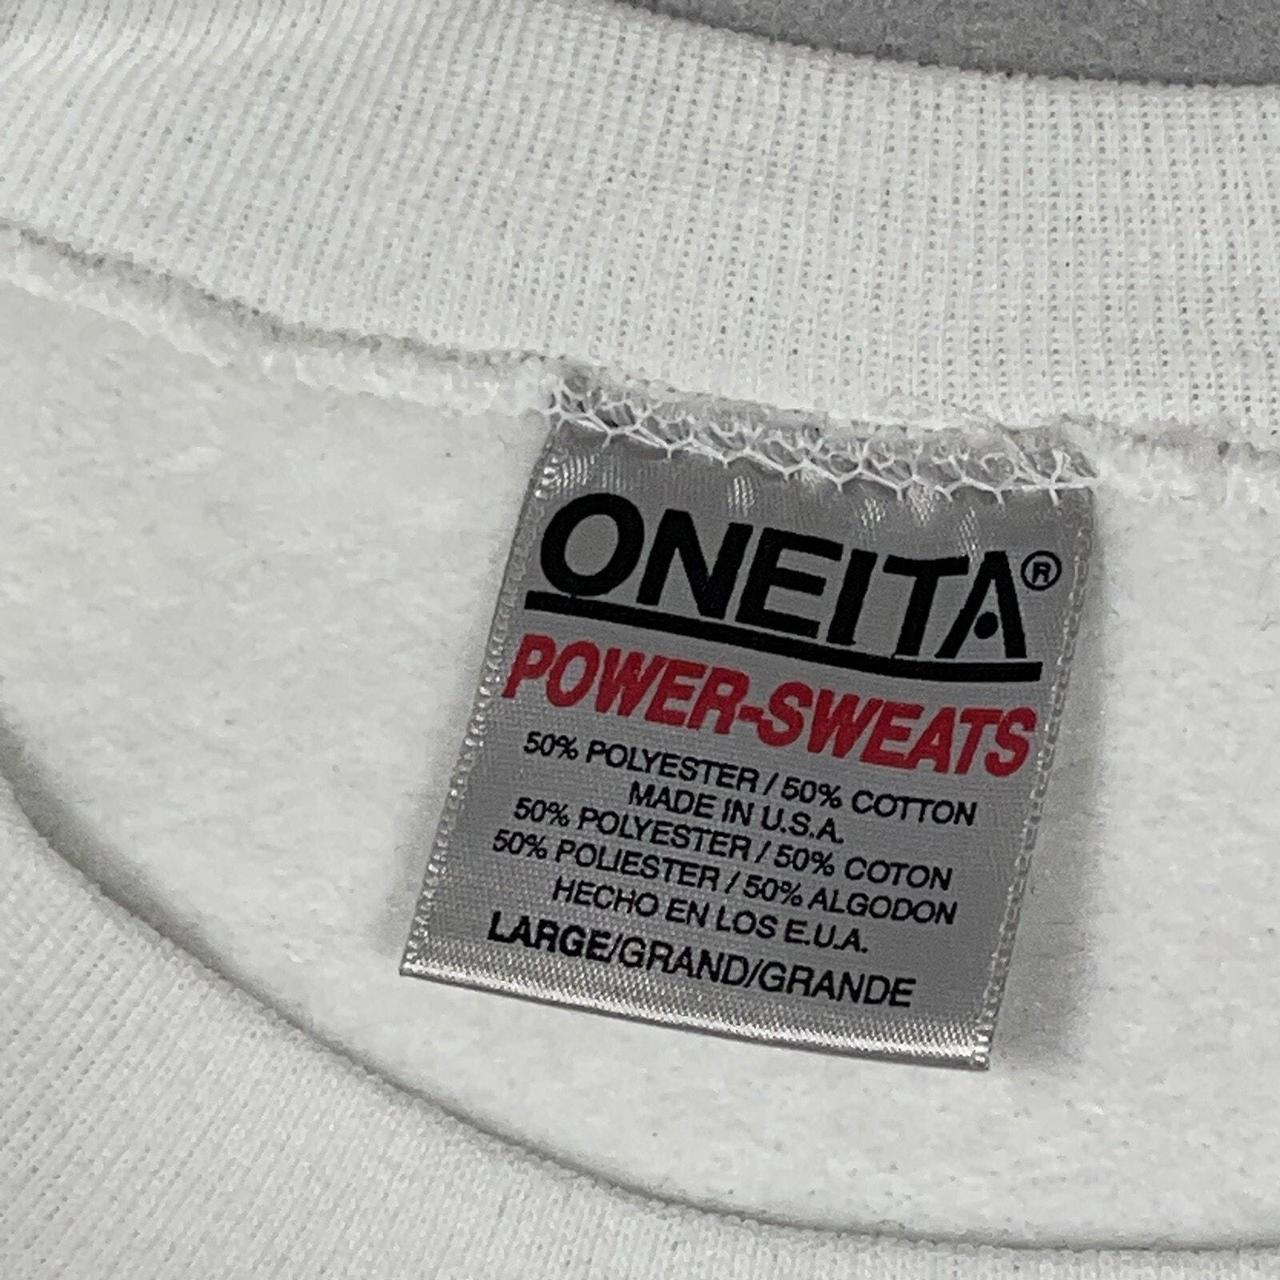 ONEITA®
POWER-SWEATS
50% POLYESTER / 50% COTTON
MADE IN U.S.A.
50% POLYESTER / 50% COTON
50% POLIESTER / 50% ALGODON
HECHO EN LOS E.U.A.
LARGE/GRAND/GRANDE